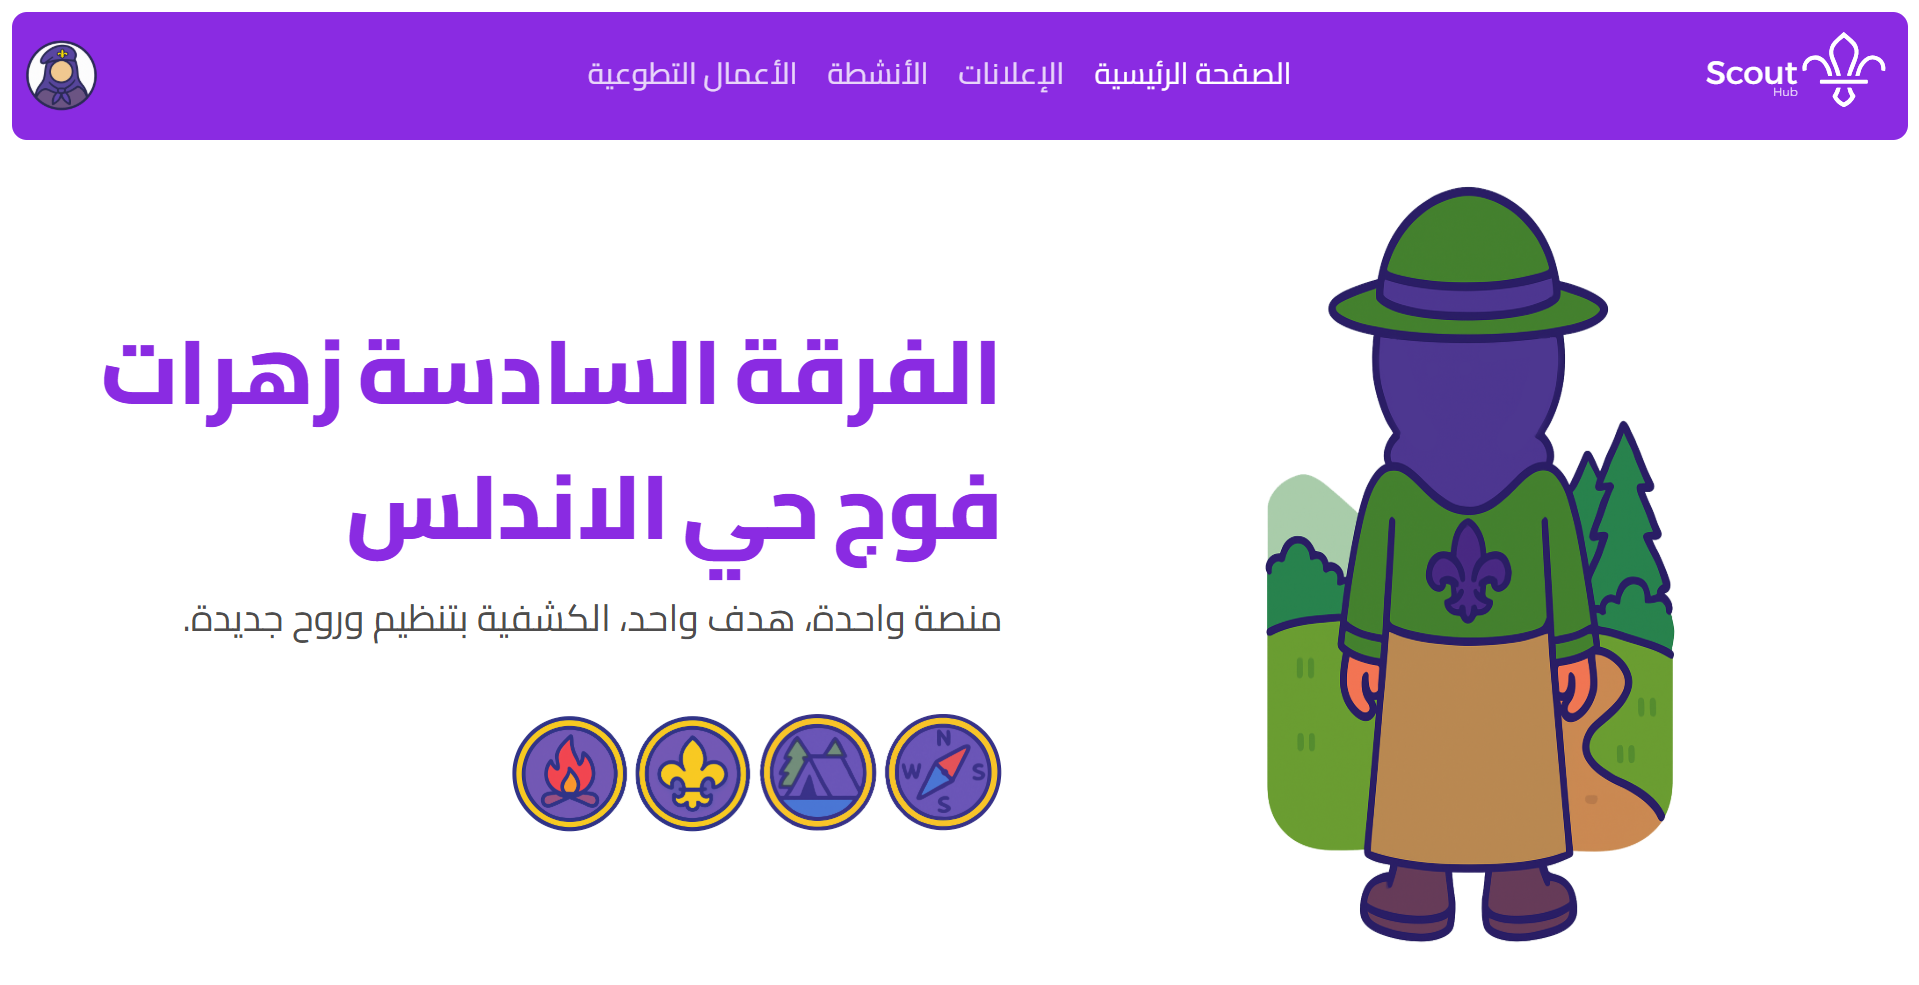 Scout
Hub
الصفحة الرئيسية
الإعلانات
الأنشطة
الأعمال التطوعية
الفرقة السادسة زهرات
فوج حي الاندلس
منصة واحدة، هدف واحد، الكشفية بتنظيم وروح جديدة.
N
W S
S